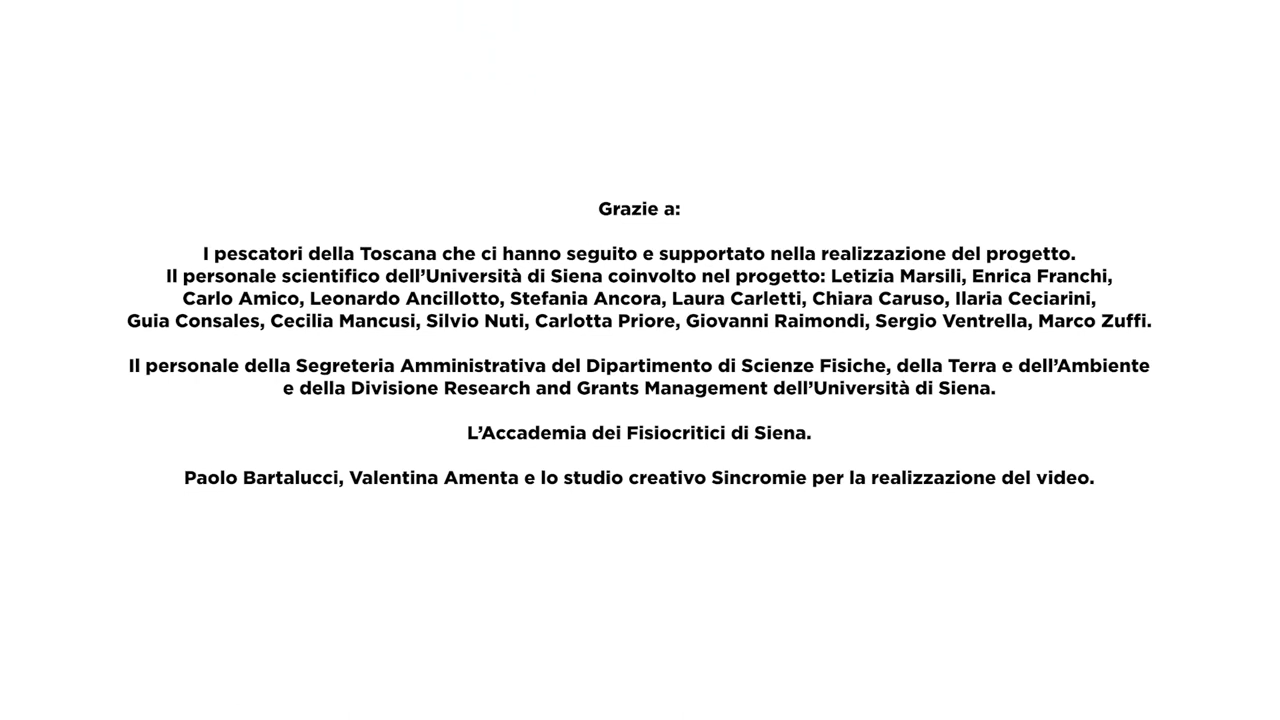 Grazie a:
I pescatori della Toscana che ci hanno seguito e supportato nella realizzazione del progetto.
Il personale scientifico dell’Università di Siena coinvolto nel progetto: Letizia Marsili, Enrica Franchi,
Carlo Amico, Leonardo Ancillotto, Stefania Ancora, Laura Carletti, Chiara Caruso, Ilaria Ceciarini,
Guia Consales, Cecilia Mancusi, Silvio Nuti, Carlotta Priore, Giovanni Raimondi, Sergio Ventrella, Marco Zuffi.
Il personale della Segreteria Amministrativa del Dipartimento di Scienze Fisiche, della Terra e dell’Ambiente
e della Divisione Research and Grants Management dell’Università di Siena.
L’Accademia dei Fisiocritici di Siena.
Paolo Bartalucci, Valentina Amenta e lo studio creativo Sincromie per la realizzazione del video.